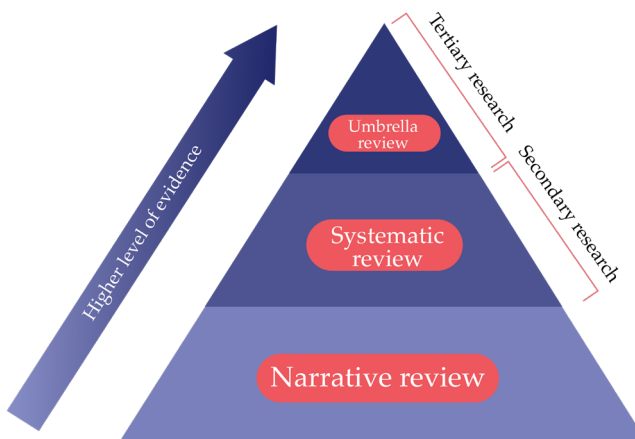 Higher level of evidence
Umbrella
review
Systematic
review
Narrative review
Tertiary research
Secondary research